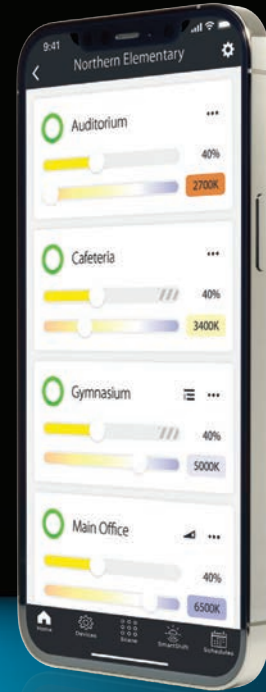 9:41
Northern Elementary
Auditorium
40%
2700K
Cafeteria
40%
3400K
Gymnasium
40%
5000K
Main Office
40%
6500K
Home
Devices
Scene
SmartShift
Schedules